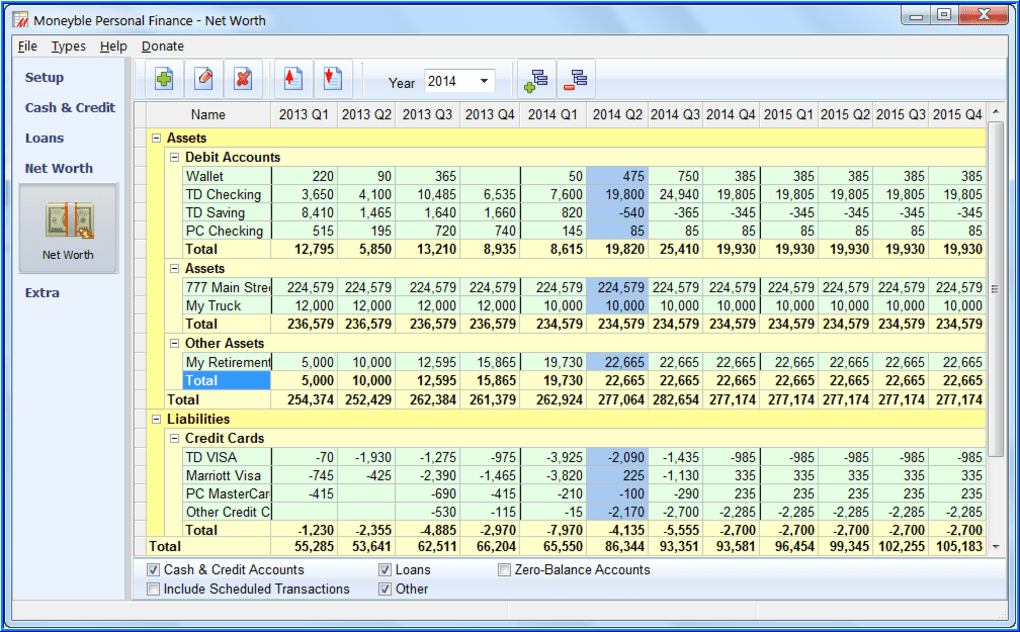 Moneyble Personal Finance - Net Worth
File Types Help Donate
Setup
Cash & Credit
Loans
Net Worth
Net Worth
Extra
Year 2014
Name 2013 Q1 2013 Q2 2013 Q3 2013 Q4 2014 Q1 2014 Q2 2014 Q3 2014 Q4 2015 Q1 2015 Q2 2015 Q3 2015 Q4
Assets
Debit Accounts
Wallet 220 90 365 50 475 750 385 385 385 385 385
TD Checking 3,650 4,100 10,485 6,535 7,600 19,800 24,940 19,805 19,805 19,805 19,805 19,805
TD Saving 8,410 1,465 1,640 1,660 820 -540 -365 -345 -345 -345 -345 -345
PC Checking 515 195 720 740 145 85 85 85 85 85 85 85
Total 12,795 5,850 13,210 8,935 8,615 19,820 25,410 19,930 19,930 19,930 19,930 19,930
Assets
777 Main Stree 224,579 224,579 224,579 224,579 224,579 224,579 224,579 224,579 224,579 224,579 224,579 224,579
My Truck 12,000 12,000 12,000 12,000 10,000 10,000 10,000 10,000 10,000 10,000 10,000 10,000
Total 236,579 236,579 236,579 236,579 234,579 234,579 234,579 234,579 234,579 234,579 234,579 234,579
Other Assets
My Retirement 5,000 10,000 12,595 15,865 19,730 22,665 22,665 22,665 22,665 22,665 22,665 22,665
Total 5,000 10,000 12,595 15,865 19,730 22,665 22,665 22,665 22,665 22,665 22,665 22,665
Total 254,374 252,429 262,384 261,379 262,924 277,064 282,654 277,174 277,174 277,174 277,174 277,174
Liabilities
Credit Cards
TD VISA -70 -1,930 -1,275 -975 -3,925 -2,090 -1,435 -985 -985 -985 -985 -985
Marriott Visa -745 -425 -2,390 -1,465 -3,820 225 -1,130 335 335 335 335 335
PC MasterCar -415 -690 -415 -210 -100 -290 235 235 235 235 235
Other Credit C -530 -115 -15 -2,170 -2,700 -2,285 -2,285 -2,285 -2,285 -2,285
Total -1,230 -2,355 -4,885 -2,970 -7,970 -4,135 -5,555 -2,700 -2,700 -2,700 -2,700 -2,700
Total 55,285 53,641 62,511 66,204 65,550 86,344 93,351 93,581 96,454 99,345 102,255 105,183
Cash & Credit Accounts Loans Zero-Balance Accounts
Include Scheduled Transactions Other